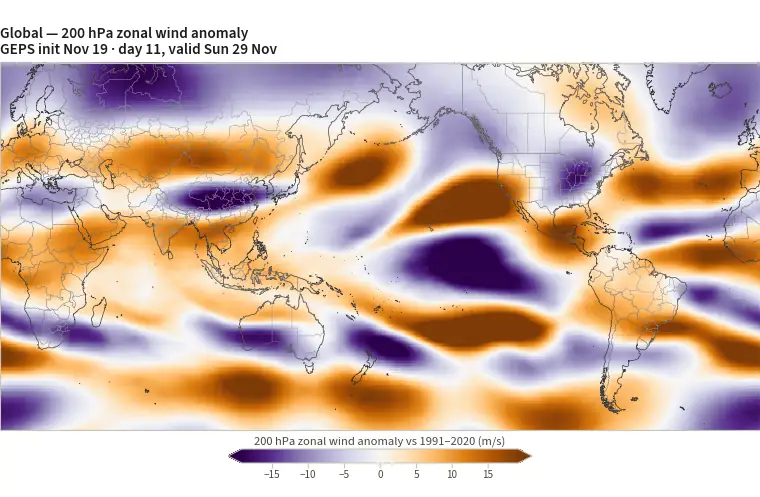 Global — 200 hPa zonal wind anomaly
GEPS init Nov 19 · day 11, valid Sun 29 Nov
200 hPa zonal wind anomaly vs 1991−2020 (m/s)
−15 −10 −5 0 5 10 15